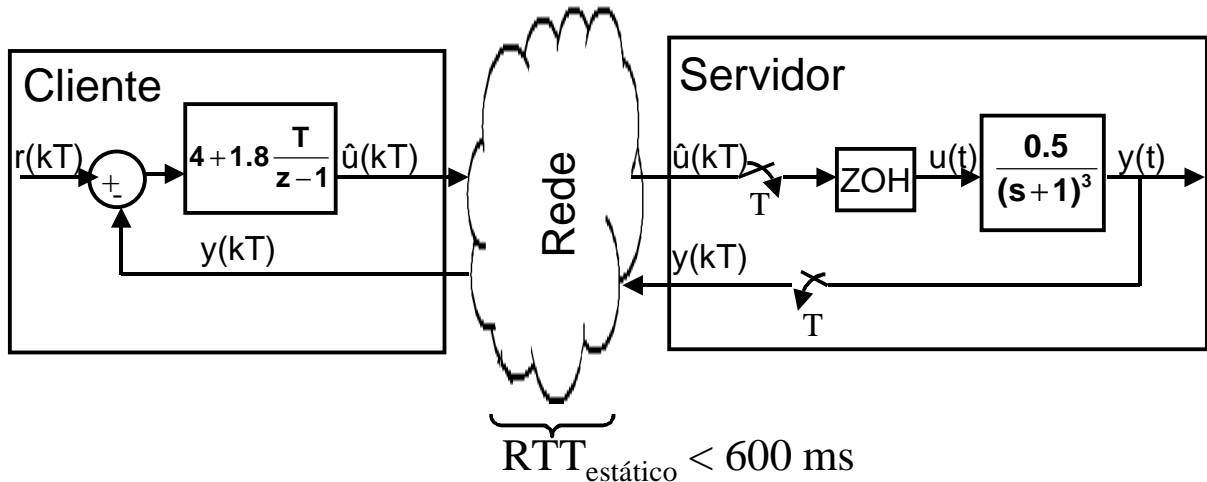 Cliente
r(kT)
+
-
4+1.8 T/(z−1)
û(kT)
y(kT)
Rede
RTTestático < 600 ms
Servidor
û(kT)
T
ZOH
u(t)
0.5/(s+1)³
y(t)
y(kT)
T